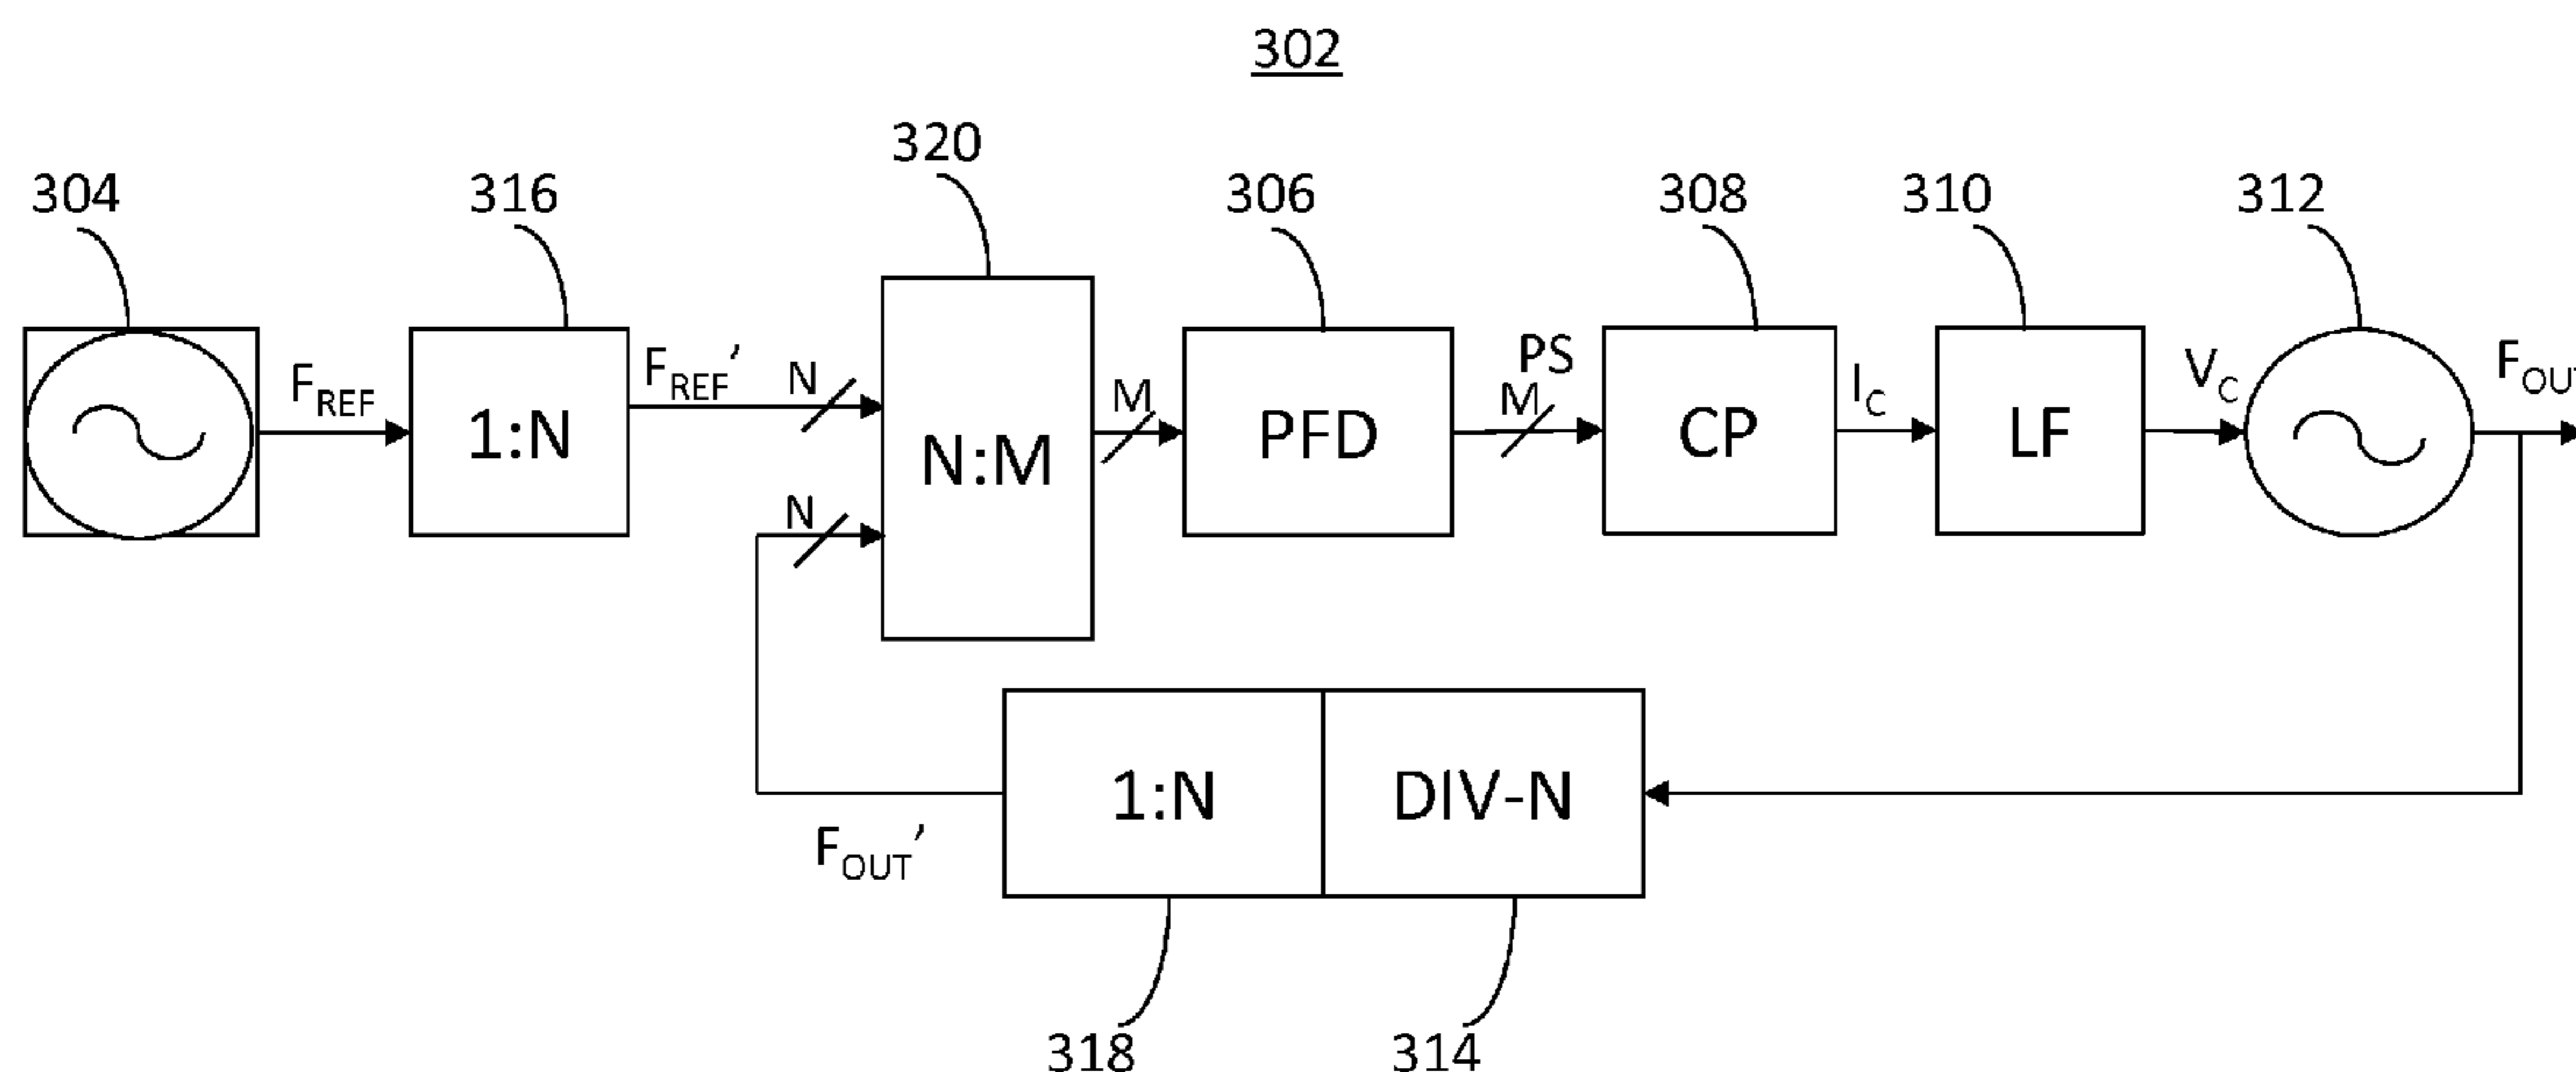 302
320
304
316
306
308
310
312
F_REF
1:N
F_REF'
N
N
N:M
M
PFD
PS
M
CP
I_C
LF
V_C
F_OUT
1:N
DIV-N
F_OUT'
318
314